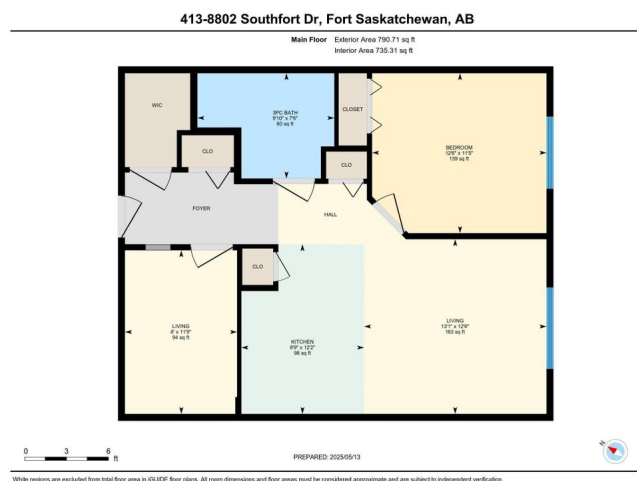 413-8802 Southfort Dr, Fort Saskatchewan, AB
Main Floor Exterior Area 790.71 sq ft
Interior Area 735.31 sq ft
WIC
3PC BATH
9'10" x 7'6"
65 sq ft
CLOSET
BEDROOM
12'6" x 11'5"
139 sq ft
CLO
CLO
FOYER
HALL
CLO
LIVING
8' x 11'9"
94 sq ft
KITCHEN
8'9" x 12'2"
98 sq ft
LIVING
13'1" x 12'6"
163 sq ft
0 3 6
ft
PREPARED: 2025/05/13
N
White regions are excluded from total floor area in iGUIDE floor plans. All room dimensions and floor areas must be considered approximate and are subject to independent verification.